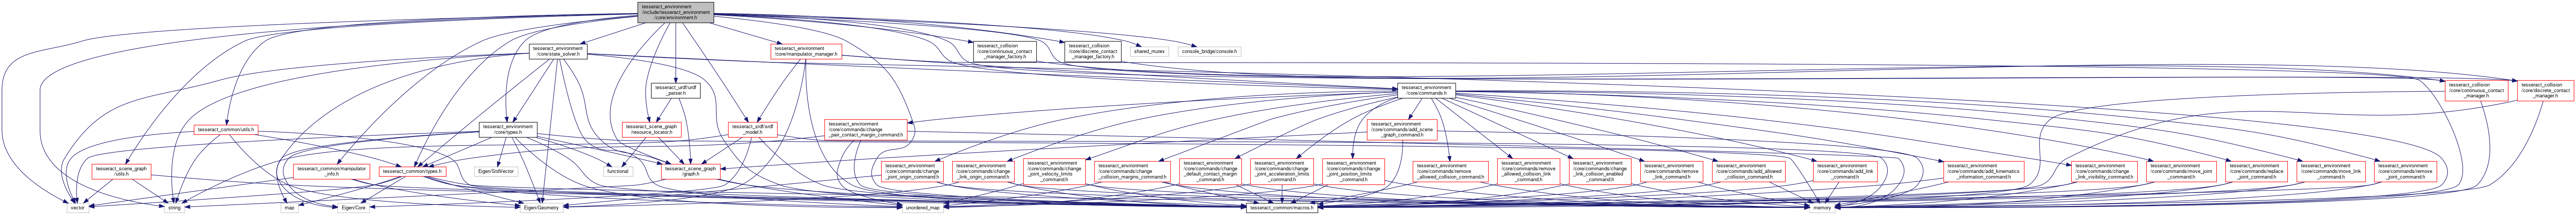 tesseract_environment
/include/tesseract_environment
/core/environment.h
tesseract_environment
/core/state_solver.h
tesseract_environment
/core/manipulator_manager.h
tesseract_collision
/core/continuous_contact
_manager_factory.h
tesseract_collision
/core/discrete_contact
_manager_factory.h
shared_mutex
console_bridge/console.h
tesseract_urdf/urdf
_parser.h
tesseract_environment
/core/commands.h
tesseract_collision
/core/continuous_contact
_manager.h
tesseract_collision
/core/discrete_contact
_manager.h
tesseract_common/utils.h
tesseract_environment
/core/types.h
tesseract_scene_graph
/resource_locator.h
tesseract_srdf/srdf
_model.h
tesseract_environment
/core/commands/change
_pair_contact_margin_command.h
tesseract_environment
/core/commands/add_scene
_graph_command.h
tesseract_scene_graph
/utils.h
tesseract_common/manipulator
_info.h
tesseract_common/types.h
Eigen/StdVector
functional
tesseract_scene_graph
/graph.h
tesseract_environment
/core/commands/change
_joint_origin_command.h
tesseract_environment
/core/commands/change
_link_origin_command.h
tesseract_environment
/core/commands/change
_joint_velocity_limits
_command.h
tesseract_environment
/core/commands/change
_collision_margins_command.h
tesseract_environment
/core/commands/change
_default_contact_margin
_command.h
tesseract_environment
/core/commands/change
_joint_acceleration_limits
_command.h
tesseract_environment
/core/commands/change
_joint_position_limits
_command.h
tesseract_environment
/core/commands/remove
_allowed_collision_command.h
tesseract_environment
/core/commands/remove
_allowed_collision_link
_command.h
tesseract_environment
/core/commands/change
_link_collision_enabled
_command.h
tesseract_environment
/core/commands/remove
_link_command.h
tesseract_environment
/core/commands/add_allowed
_collision_command.h
tesseract_environment
/core/commands/add_link
_command.h
tesseract_environment
/core/commands/add_kinematics
_information_command.h
tesseract_environment
/core/commands/change
_link_visibility_command.h
tesseract_environment
/core/commands/move_joint
_command.h
tesseract_environment
/core/commands/replace
_joint_command.h
tesseract_environment
/core/commands/move_link
_command.h
tesseract_environment
/core/commands/remove
_joint_command.h
vector
string
map
Eigen/Core
Eigen/Geometry
unordered_map
tesseract_common/macros.h
memory